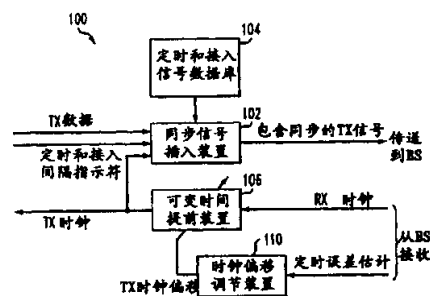 100
104
定时和接入
信号数据库
102
TX数据
同步信号
插入装置
包含同步的TX信号
传送
到BS
定时和接入
间隔指示符
106
可变时间
提前装置
TX时钟
RX 时钟
从BS
接收
110
时钟偏移
调节装置
定时误差估计
TX时钟偏移